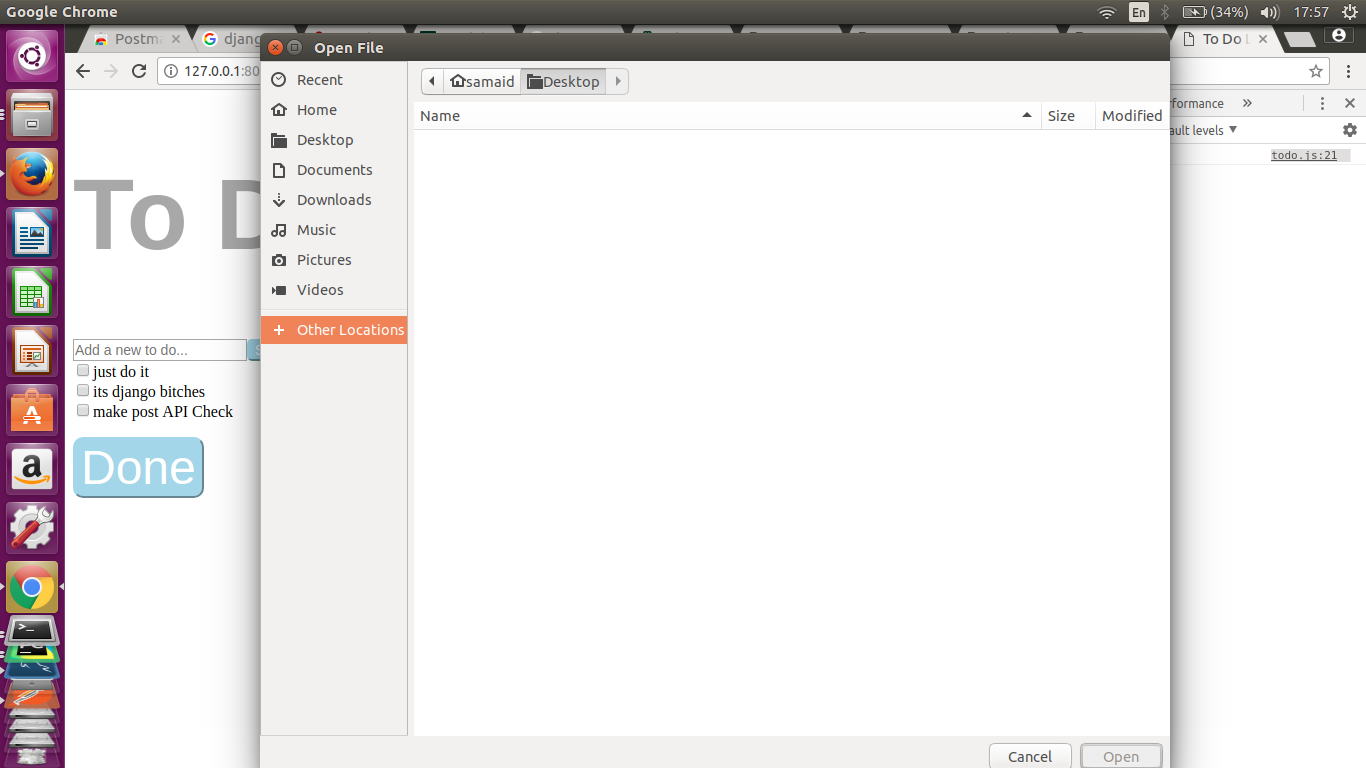 Google Chrome
En
(34%)
17:57
Postma
djang
To Do L
Open File
127.0.0.1:80
Recent
Home
Desktop
Documents
Downloads
Music
Pictures
Videos
Other Locations
samaid
Desktop
Name
Size
Modified
formance
ault levels
todo.js:21
To D
Add a new to do...
just do it
its django bitches
make post API Check
Done
Cancel
Open